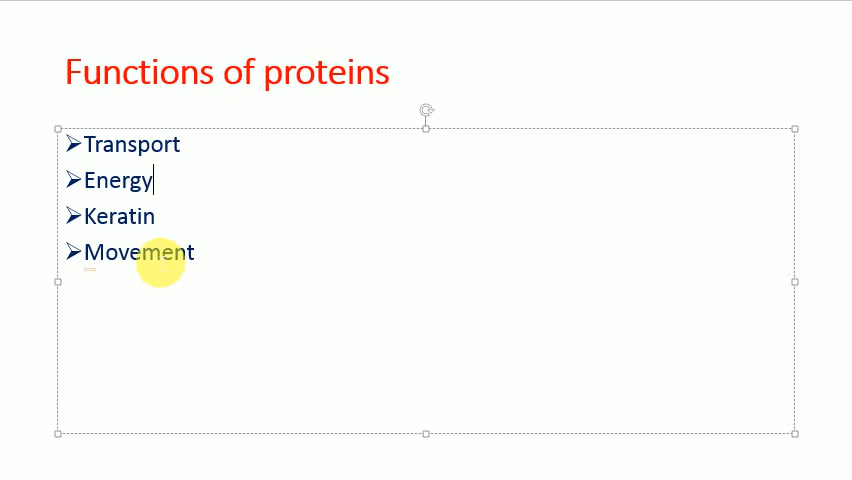 Functions of proteins
➢Transport
➢Energy
➢Keratin
➢Movement